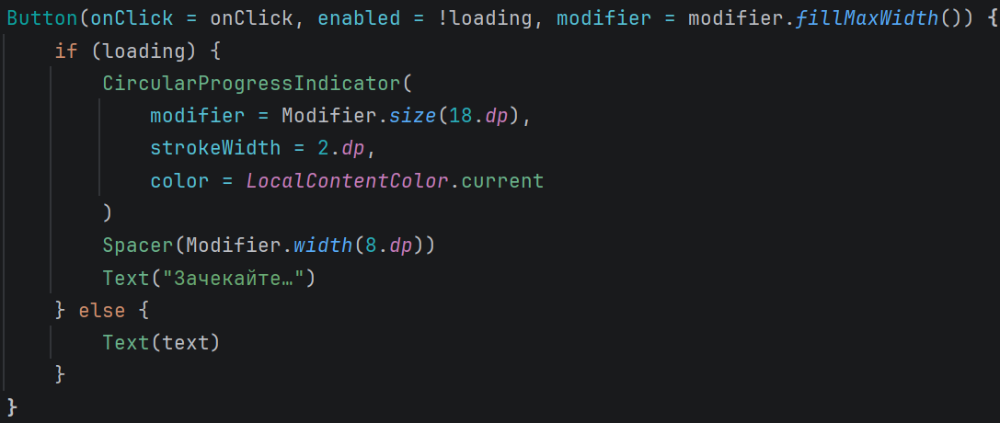 Button(onClick = onClick, enabled = !loading, modifier = modifier.fillMaxWidth()) {
    if (loading) {
        CircularProgressIndicator(
            modifier = Modifier.size(18.dp),
            strokeWidth = 2.dp,
            color = LocalContentColor.current
        )
        Spacer(Modifier.width(8.dp))
        Text("Зачекайте…")
    } else {
        Text(text)
    }
}